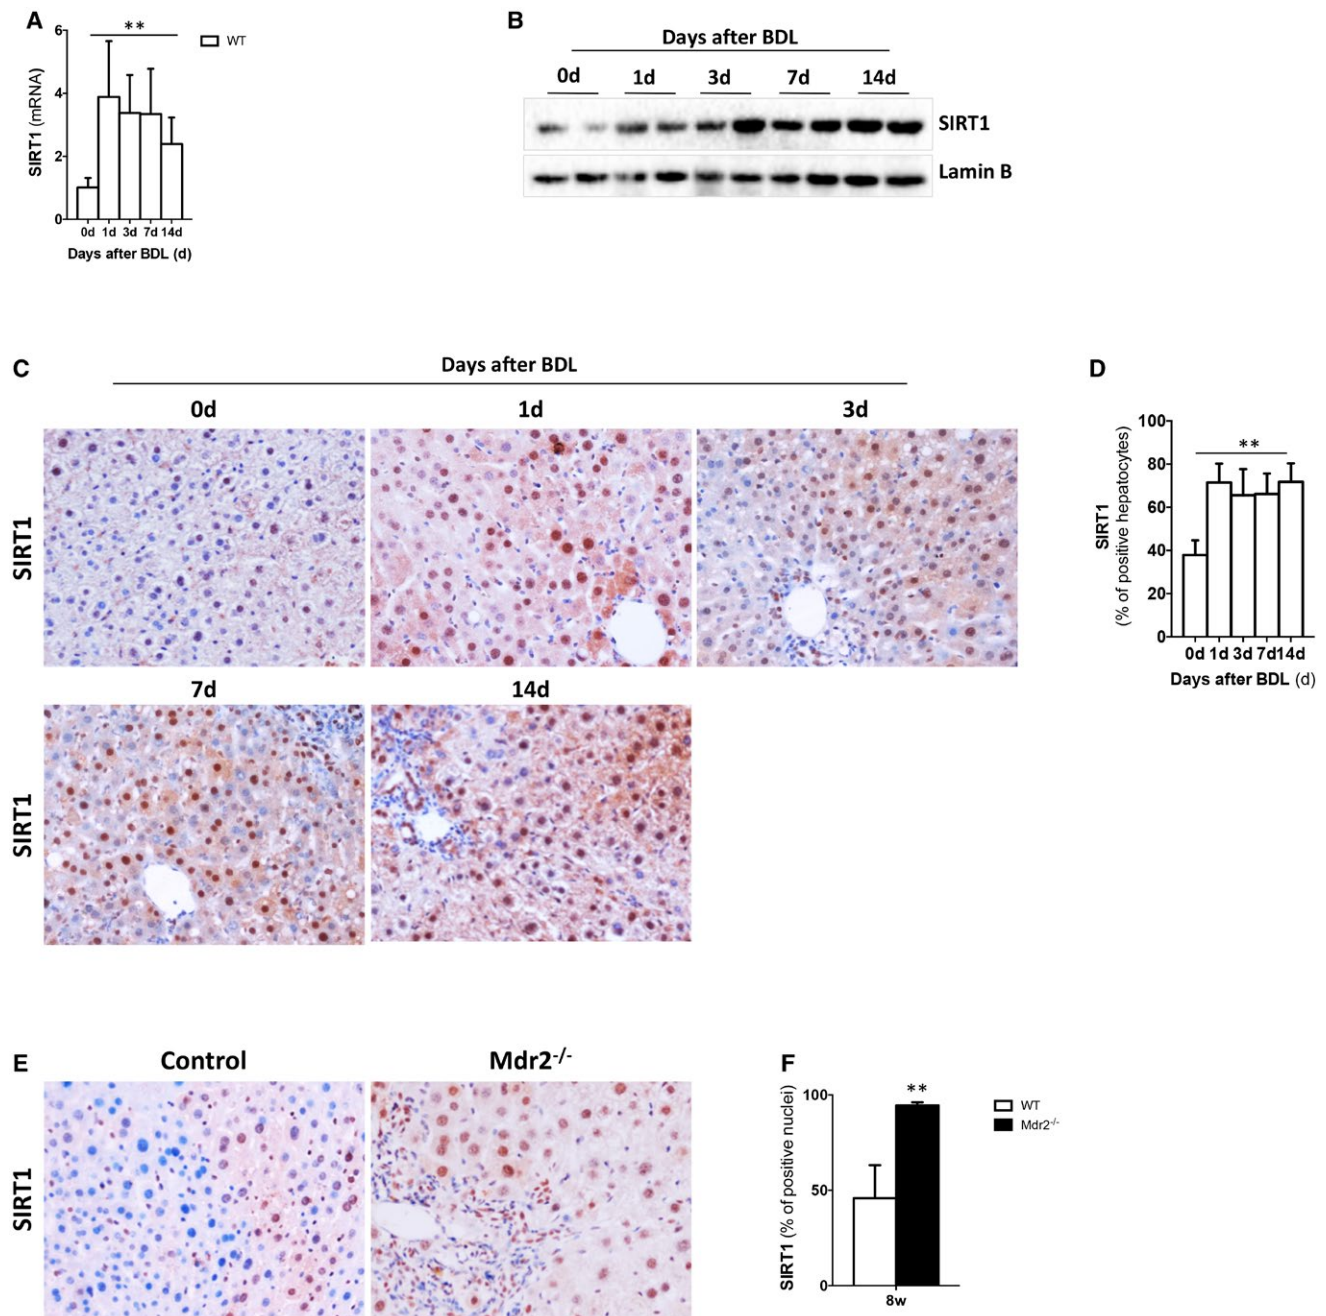 A
**
WT
6
4
2
0
SIRT1 (mRNA)
0d 1d 3d 7d 14d
Days after BDL (d)
B
Days after BDL
0d 1d 3d 7d 14d
SIRT1
Lamin B
C
Days after BDL
0d 1d 3d
SIRT1
7d 14d
SIRT1
D
**
100
80
60
40
20
0
SIRT1
(% of positive hepatocytes)
0d 1d 3d 7d14d
Days after BDL (d)
E
Control Mdr2-/-
SIRT1
F
**
100
50
0
SIRT1 (% of positive nuclei)
8w
WT
Mdr2-/-